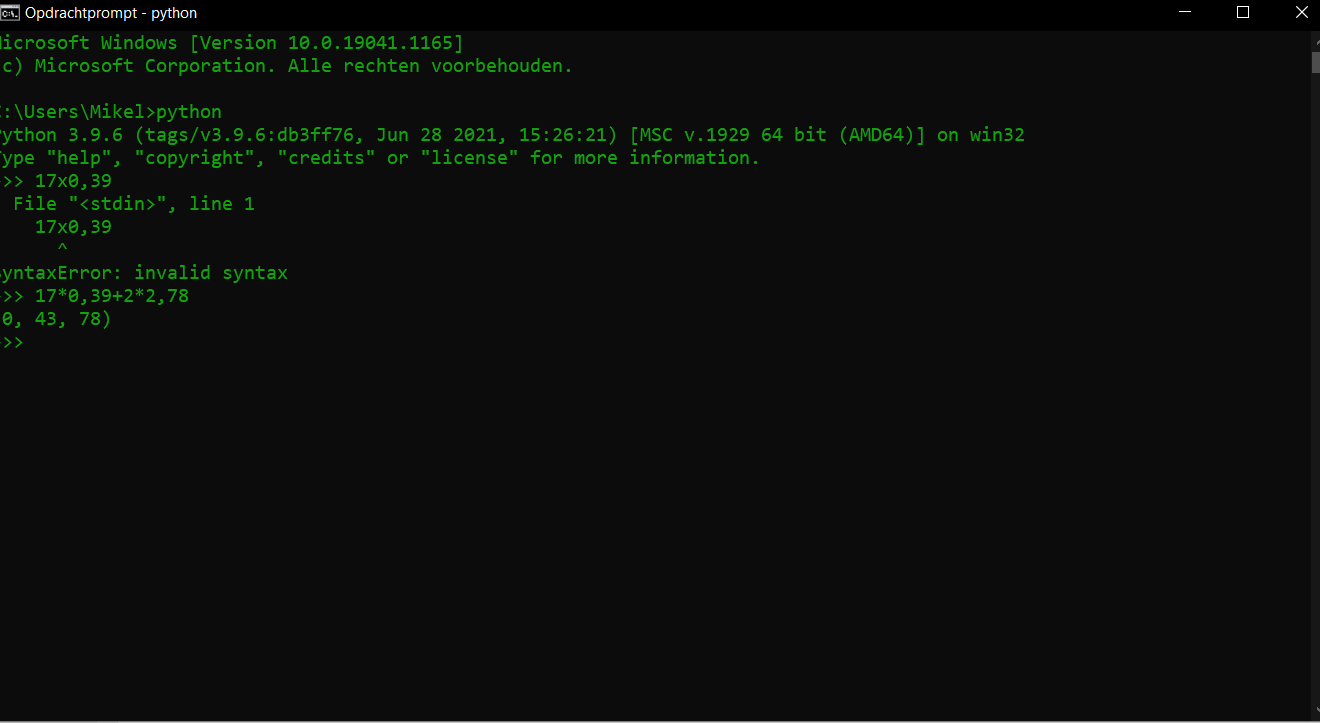 Opdrachtprompt - python
icrosoft Windows [Version 10.0.19041.1165]
c) Microsoft Corporation. Alle rechten voorbehouden.
:\Users\Mikel>python
ython 3.9.6 (tags/v3.9.6:db3ff76, Jun 28 2021, 15:26:21) [MSC v.1929 64 bit (AMD64)] on win32
ype "help", "copyright", "credits" or "license" for more information.
>> 17x0,39
File "<stdin>", line 1
17x0,39
^
yntaxError: invalid syntax
>> 17*0,39+2*2,78
0, 43, 78)
>>